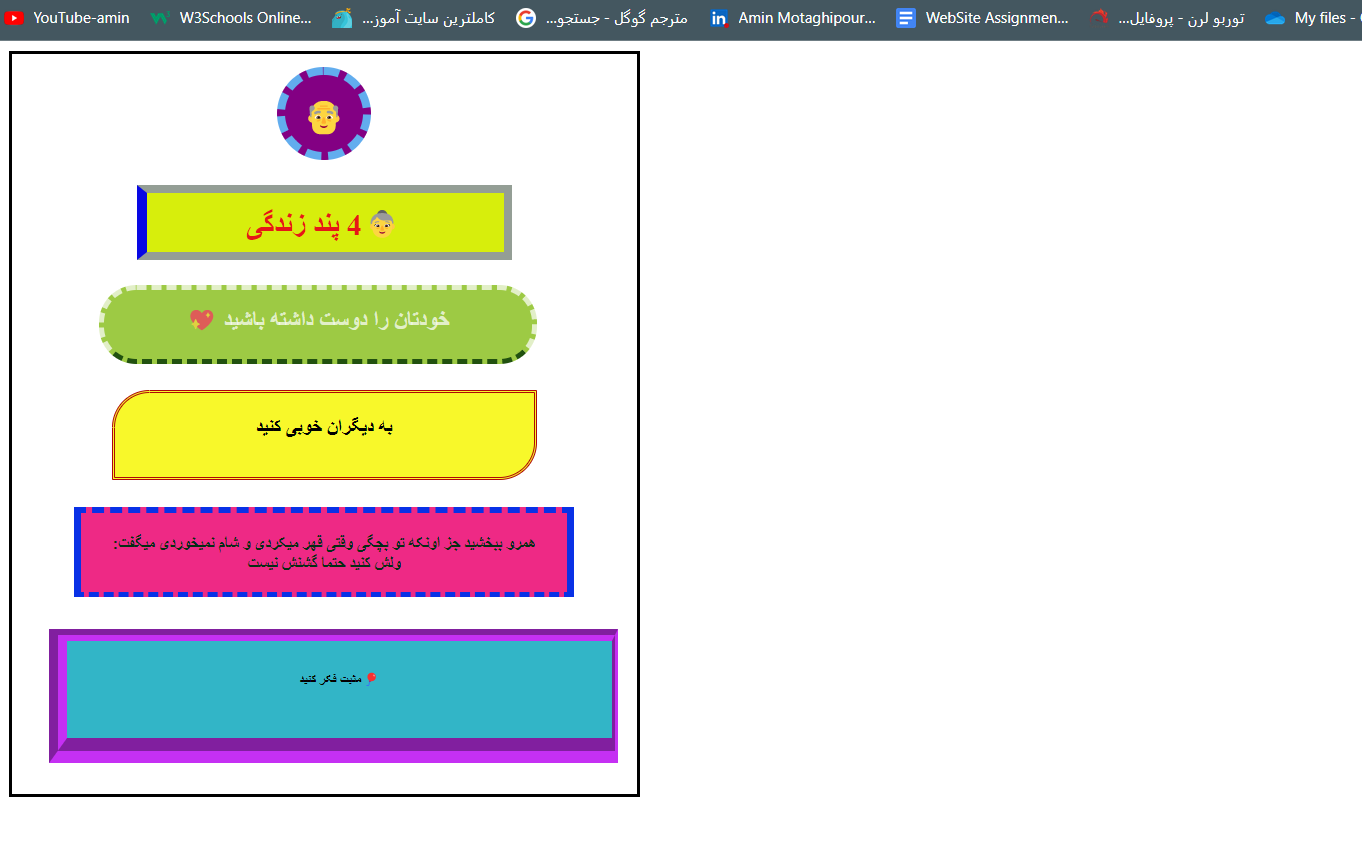 YouTube-amin
W3Schools Online...
کاملترین سایت آموز...
مترجم گوگل - جستجو...
Amin Motaghipour...
WebSite Assignmen...
توربو لرن - پروفایل...
My files -
4 پند زندگی
خودتان را دوست داشته باشید
به دیگران خوبی کنید
همرو ببخشید جز اونکه تو بچگی وقتی قهر میکردی و شام نمیخوردی میگفت:
ولش کنید حتما گشنش نیست
مثبت فکر کنید